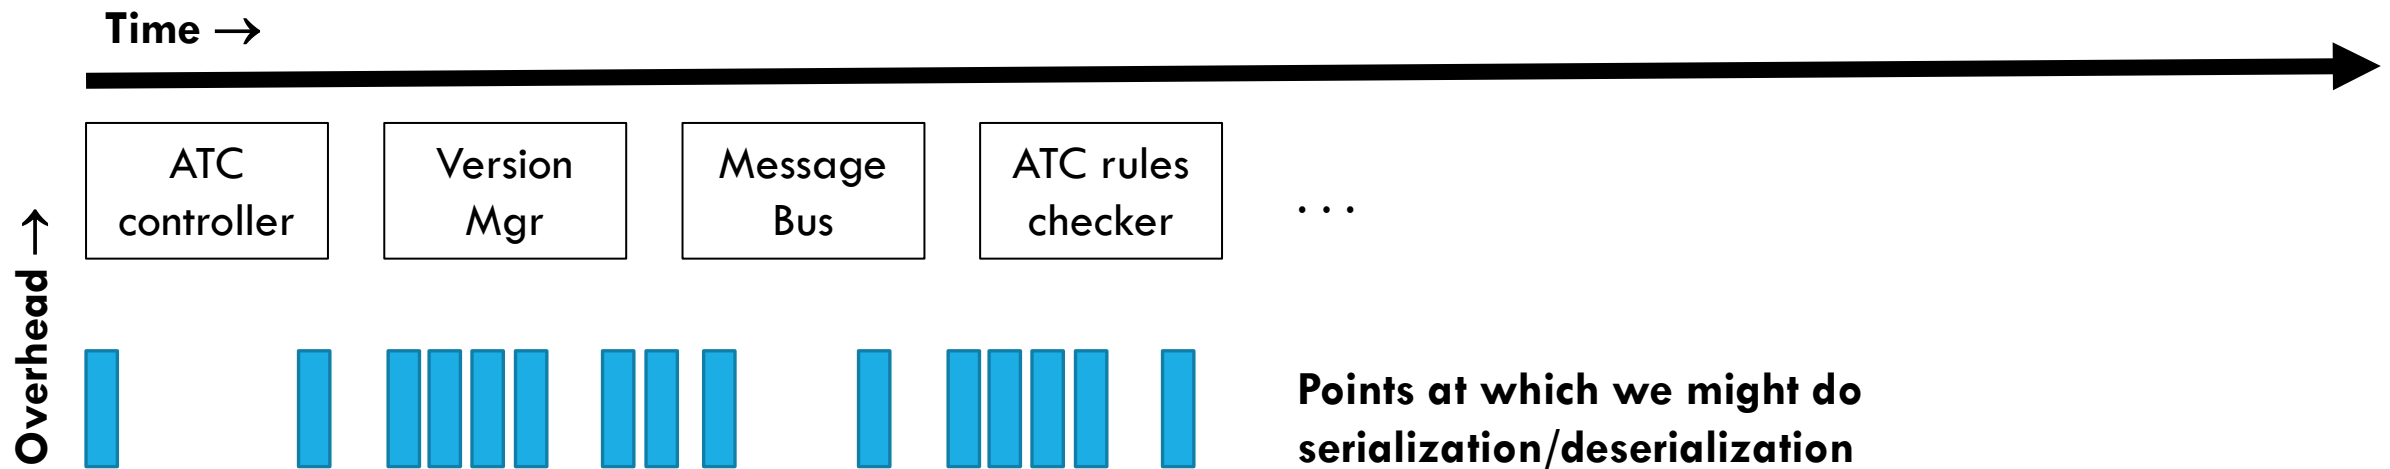 Time →
ATC
controller
Version
Mgr
Message
Bus
ATC rules
checker
. . .
Overhead →
Points at which we might do
serialization/deserialization